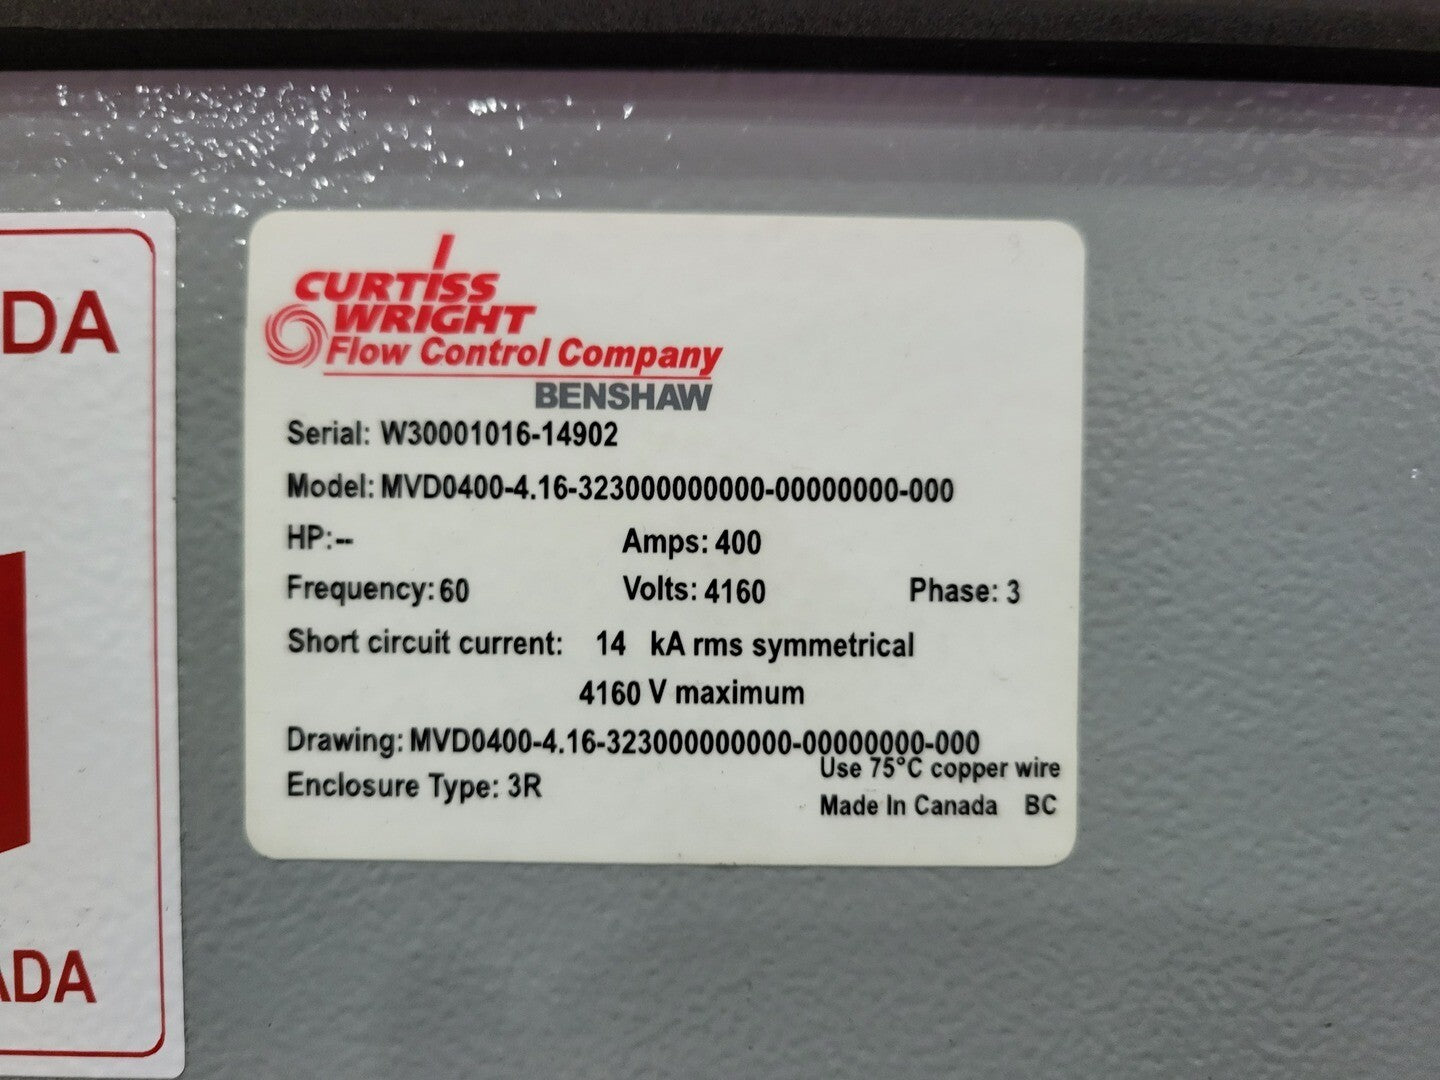 DA
ADA
CURTISS
WRIGHT
Flow Control Company
BENSHAW
Serial: W30001016-14902
Model: MVD0400-4.16-323000000000-00000000-000
HP:-- Amps: 400
Frequency: 60 Volts: 4160 Phase: 3
Short circuit current: 14 kA rms symmetrical
4160 V maximum
Drawing: MVD0400-4.16-323000000000-00000000-000
Use 75°C copper wire
Enclosure Type: 3R
Made In Canada BC